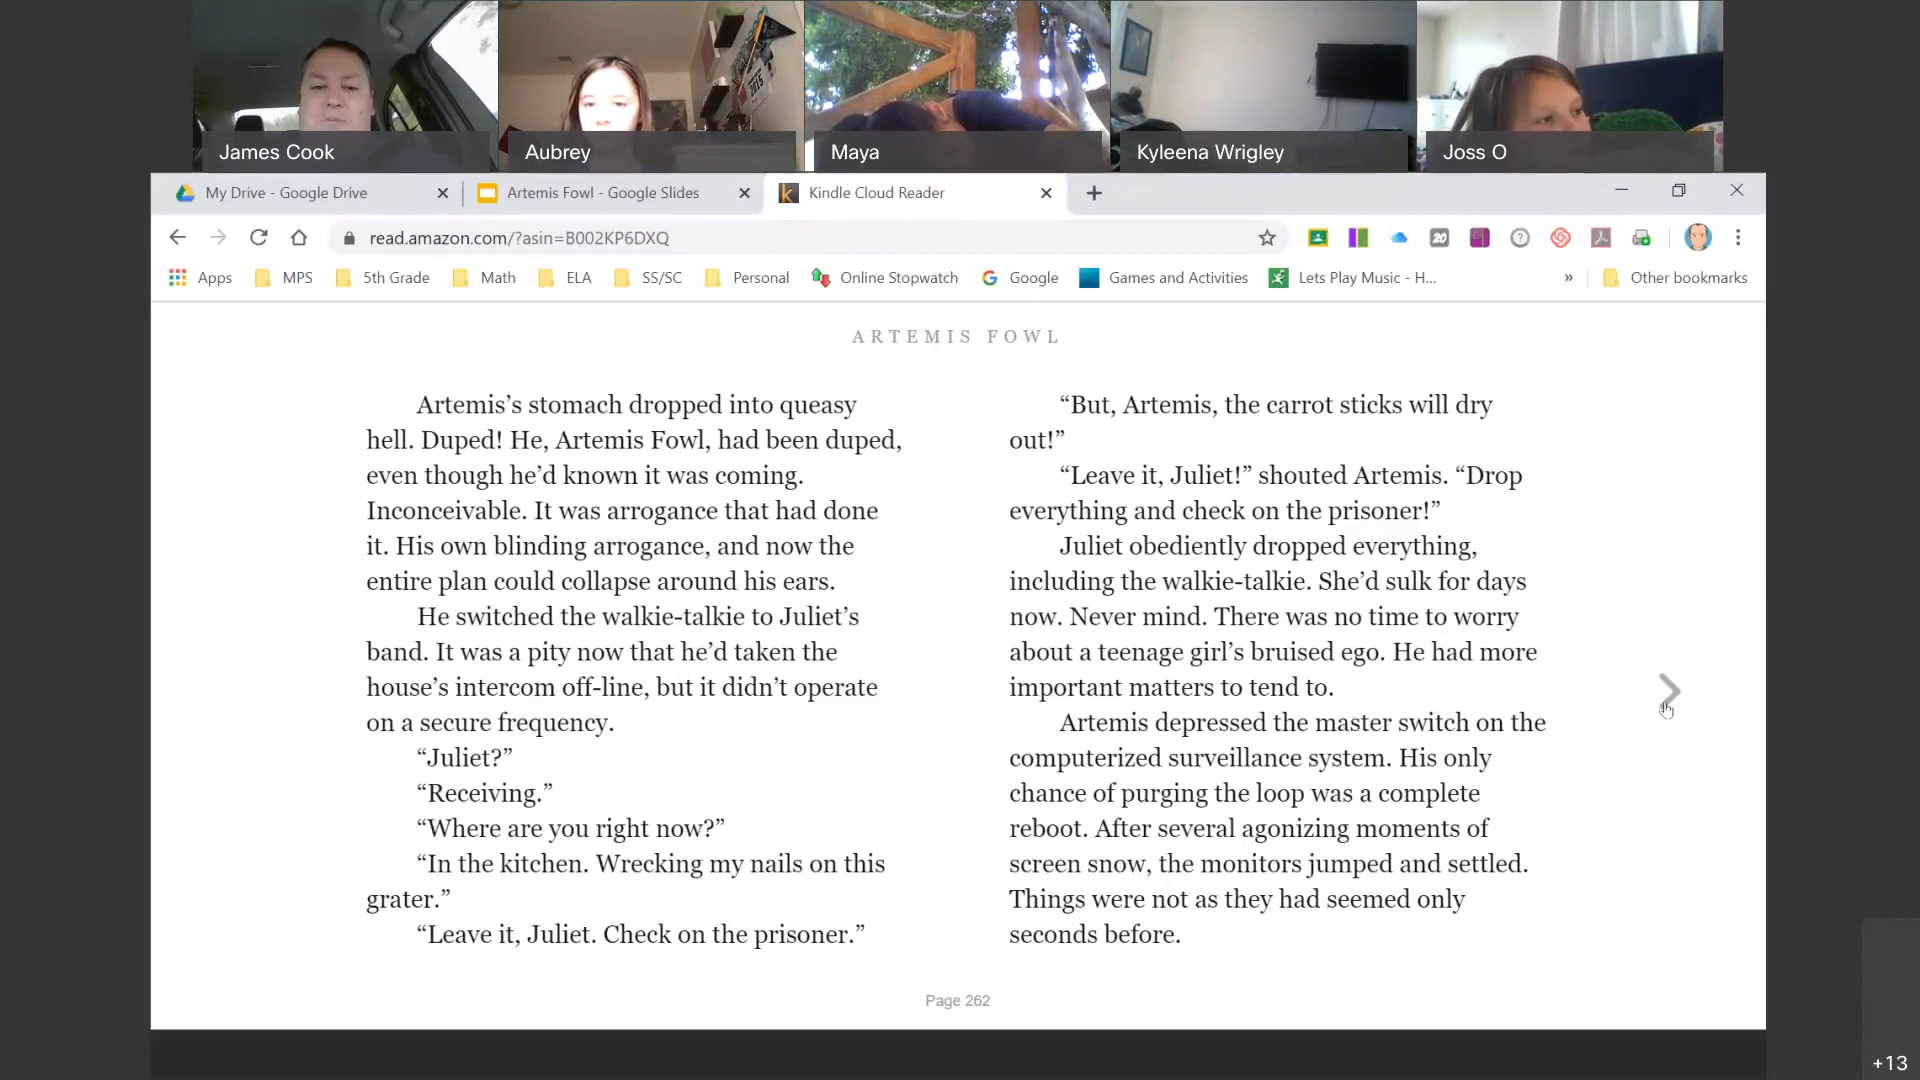 James Cook
Aubrey
Maya
Kyleena Wrigley
Joss O
2015
My Drive - Google Drive
Artemis Fowl - Google Slides
Kindle Cloud Reader
read.amazon.com/?asin=B002KP6DXQ
20
Apps
MPS
5th Grade
Math
ELA
SS/SC
Personal
Online Stopwatch
Google
Games and Activities
Lets Play Music - H...
»
Other bookmarks
ARTEMIS FOWL
Artemis’s stomach dropped into queasy
hell. Duped! He, Artemis Fowl, had been duped,
even though he’d known it was coming.
Inconceivable. It was arrogance that had done
it. His own blinding arrogance, and now the
entire plan could collapse around his ears.
He switched the walkie-talkie to Juliet’s
band. It was a pity now that he’d taken the
house’s intercom off-line, but it didn’t operate
on a secure frequency.
“Juliet?”
“Receiving.”
“Where are you right now?”
“In the kitchen. Wrecking my nails on this
grater.”
“Leave it, Juliet. Check on the prisoner.”
“But, Artemis, the carrot sticks will dry
out!”
“Leave it, Juliet!” shouted Artemis. “Drop
everything and check on the prisoner!”
Juliet obediently dropped everything,
including the walkie-talkie. She’d sulk for days
now. Never mind. There was no time to worry
about a teenage girl’s bruised ego. He had more
important matters to tend to.
Artemis depressed the master switch on the
computerized surveillance system. His only
chance of purging the loop was a complete
reboot. After several agonizing moments of
screen snow, the monitors jumped and settled.
Things were not as they had seemed only
seconds before.
Page 262
+13